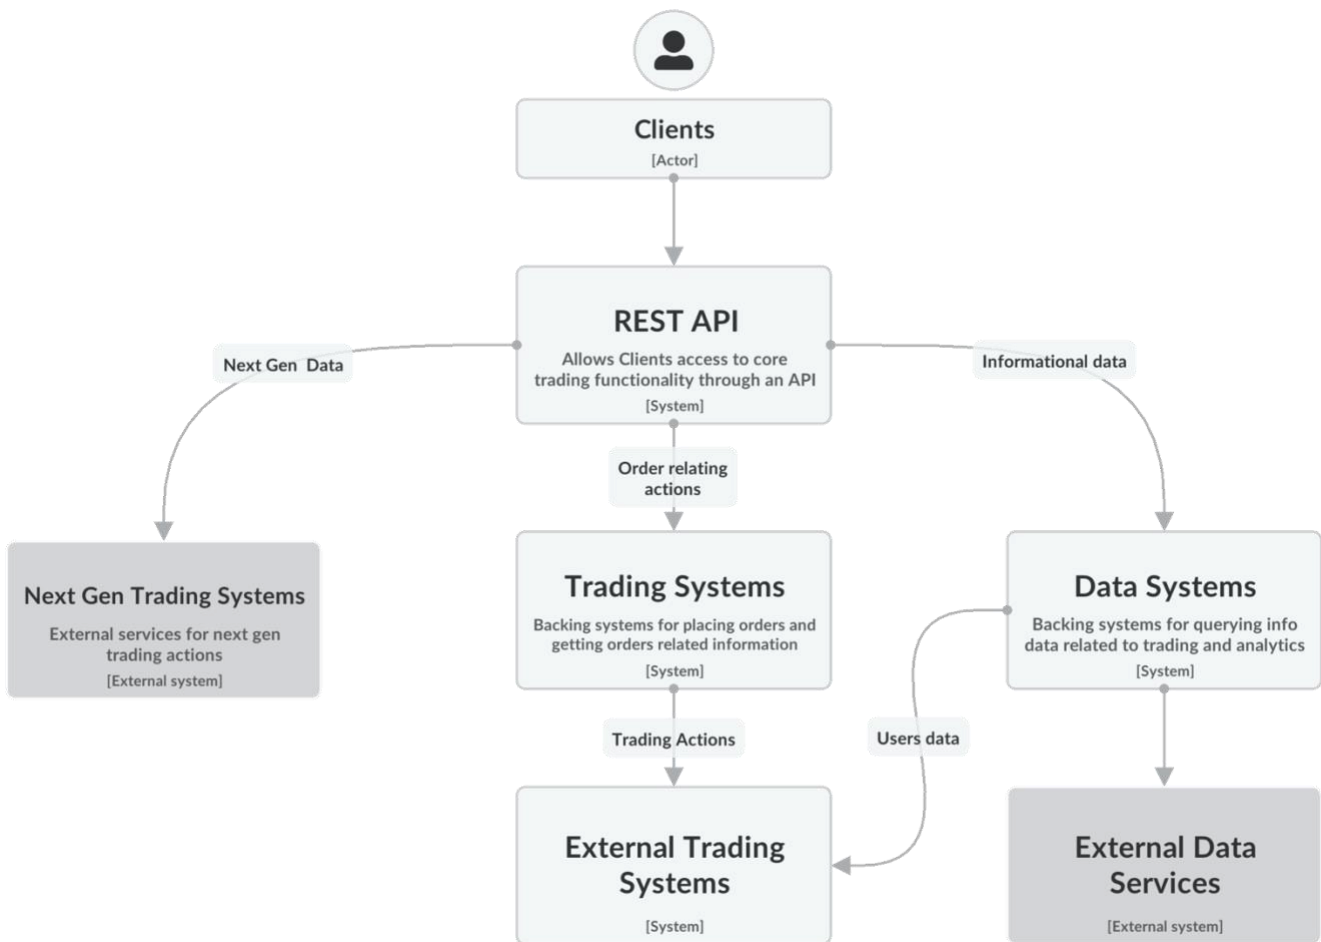 Clients
[Actor]
REST API
Allows Clients access to core
trading functionality through an API
[System]
Next Gen Data
Informational data
Order relating
actions
Next Gen Trading Systems
External services for next gen
trading actions
[External system]
Trading Systems
Backing systems for placing orders and
getting orders related information
[System]
Data Systems
Backing systems for querying info
data related to trading and analytics
[System]
Trading Actions
Users data
External Trading
Systems
[System]
External Data
Services
[External system]